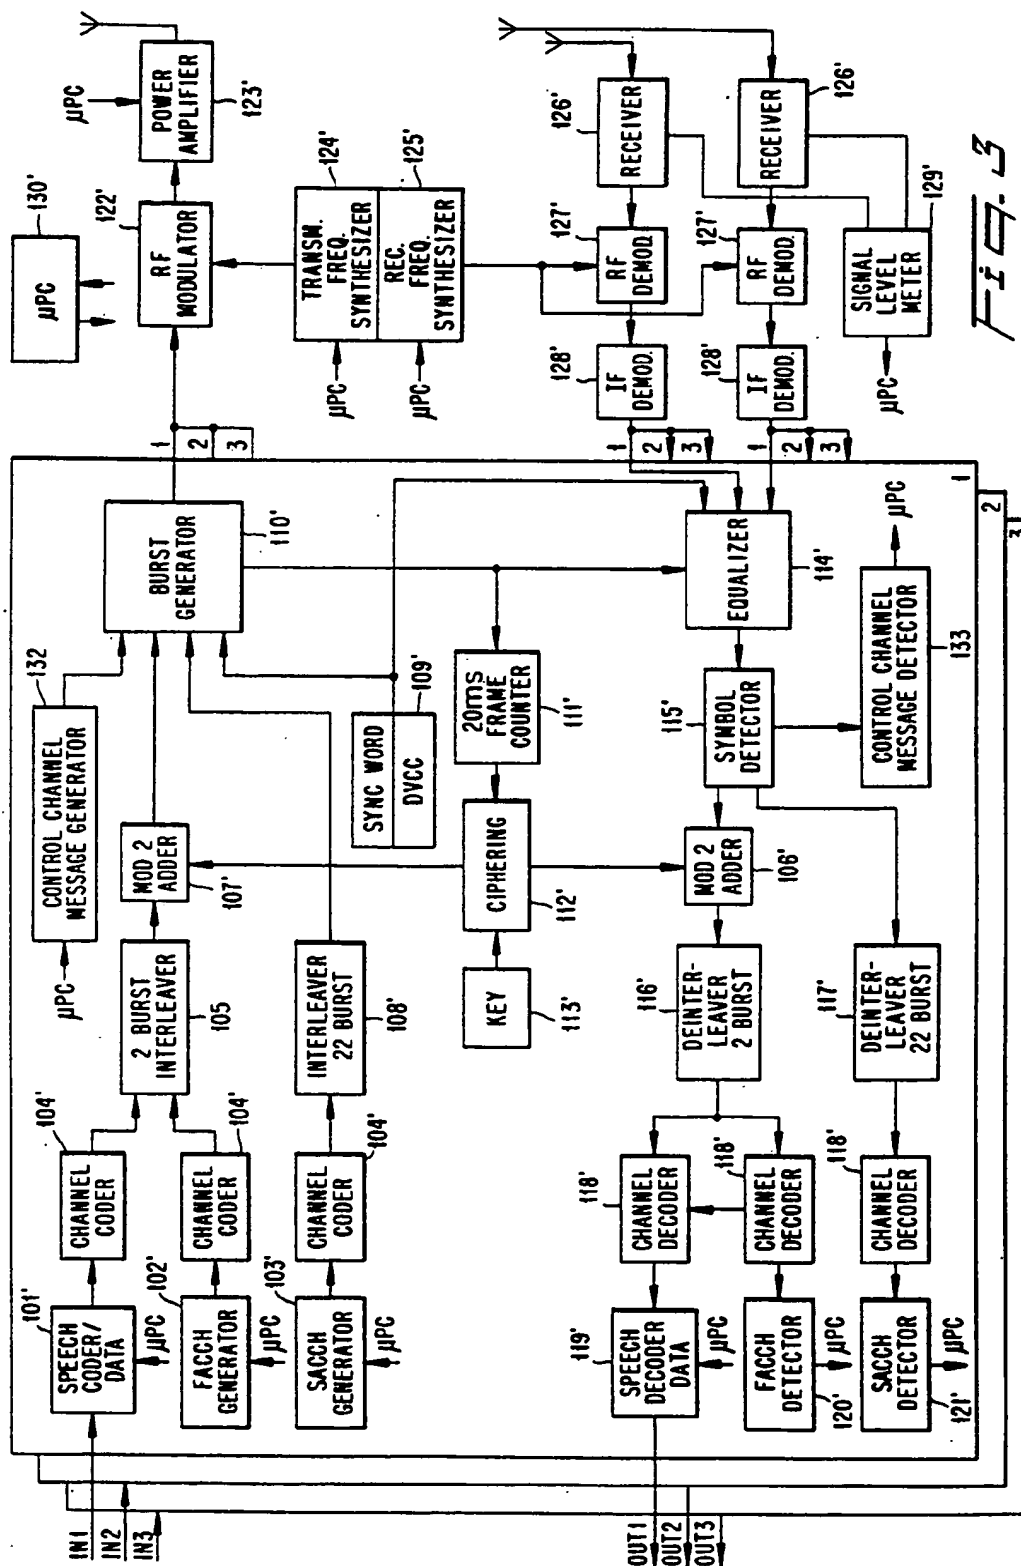 IN1
IN2
IN3
101'
SPEECH
CODER/
DATA
μPC
104'
CHANNEL
CODER
102'
FACCH
GENERATOR
μPC
104'
CHANNEL
CODER
103'
SACCH
GENERATOR
μPC
104'
CHANNEL
CODER
2 BURST
INTERLEAVER
105
INTERLEAVER
22 BURST
108'
μPC
CONTROL CHANNEL
MESSAGE GENERATOR
132
MOD 2
ADDER
107'
BURST
GENERATOR
110'
SYNC WORD
DVCC
109'
20ms
FRAME
COUNTER
111'
CIPHERING
112'
KEY
113'
1
2
3
μPC
130'
RF
MODULATOR
122'
POWER
AMPLIFIER
123'
μPC
TRANSM.
FREQ.
SYNTHESIZER
124'
REC.
FREQ.
SYNTHESIZER
125'
μPC
μPC
RECEIVER
126'
RECEIVER
126'
RF
DEMOD.
127'
RF
DEMOD.
127'
IF
DEMOD.
128'
IF
DEMOD.
128'
SIGNAL
LEVEL
METER
129'
μPC
1
2
3
1
2
3
EQUALIZER
114'
SYMBOL
DETECTOR
115'
CONTROL CHANNEL
MESSAGE DETECTOR
133
μPC
MOD 2
ADDER
106'
DEINTER-
LEAVER
2 BURST
116'
DEINTER-
LEAVER
22 BURST
117'
CHANNEL
DECODER
118'
CHANNEL
DECODER
118'
CHANNEL
DECODER
118'
SPEECH
DECODER
DATA
119'
μPC
FACCH
DETECTOR
120'
μPC
SACCH
DETECTOR
121'
μPC
OUT1
OUT2
OUT3
1
2
3
Fig. 3